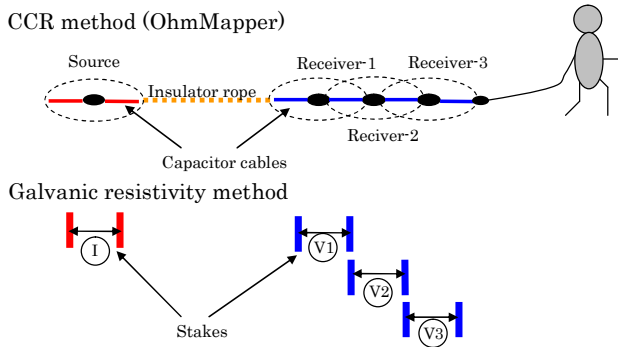 CCR method (OhmMapper)
Source
Receiver-1
Receiver-3
Insulator rope
Reciver-2
Capacitor cables
Galvanic resistivity method
I
V1
V2
V3
Stakes